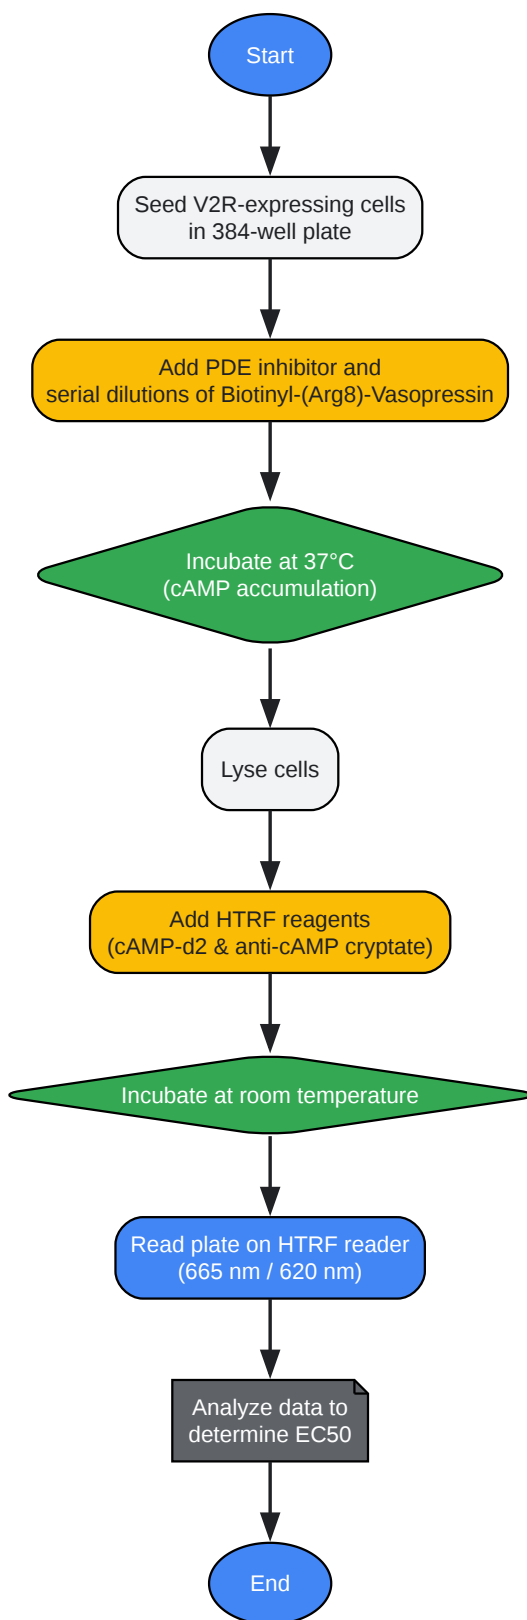 Start
Seed V2R-expressing cells
in 384-well plate
Add PDE inhibitor and
serial dilutions of Biotinyl-(Arg8)-Vasopressin
Incubate at 37°C
(cAMP accumulation)
Lyse cells
Add HTRF reagents
(cAMP-d2 & anti-cAMP cryptate)
Incubate at room temperature
Read plate on HTRF reader
(665 nm / 620 nm)
Analyze data to
determine EC50
End